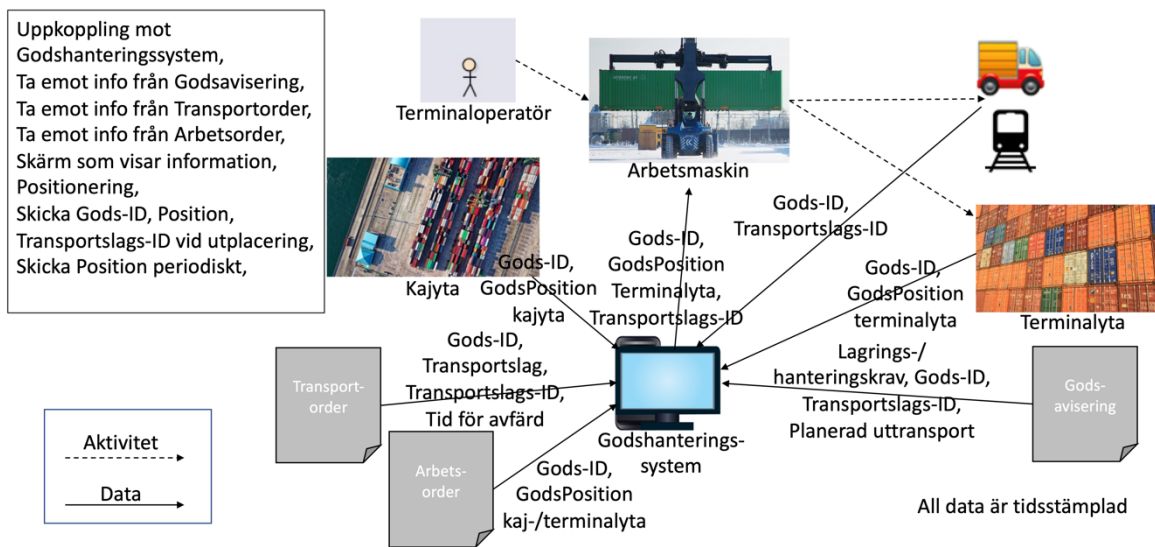 Uppkoppling mot
Godshanteringssystem,
Ta emot info från Godsavisering,
Ta emot info från Transportorder,
Ta emot info från Arbetsorder,
Skärm som visar information,
Positionering,
Skicka Gods-ID, Position,
Transportslags-ID vid utplacering,
Skicka Position periodiskt,
Terminaloperatör
Arbetsmaskin
Kajyta
Gods-ID,
GodsPosition
kajyta
Gods-ID,
GodsPosition
Terminalyta,
Transportslags-ID
Gods-ID,
Transportslags-ID
Gods-ID,
GodsPosition
terminalyta
Terminalyta
Transport-
order
Gods-ID,
Transportslag,
Transportslags-ID,
Tid för avfärd
Lagrings-/
hanteringskrav, Gods-ID,
Transportslags-ID,
Planerad uttransport
Gods-
avisering
Godshanterings-
system
Arbets-
order
Gods-ID,
GodsPosition
kaj-/terminalyta
Aktivitet
Data
All data är tidsstämplad